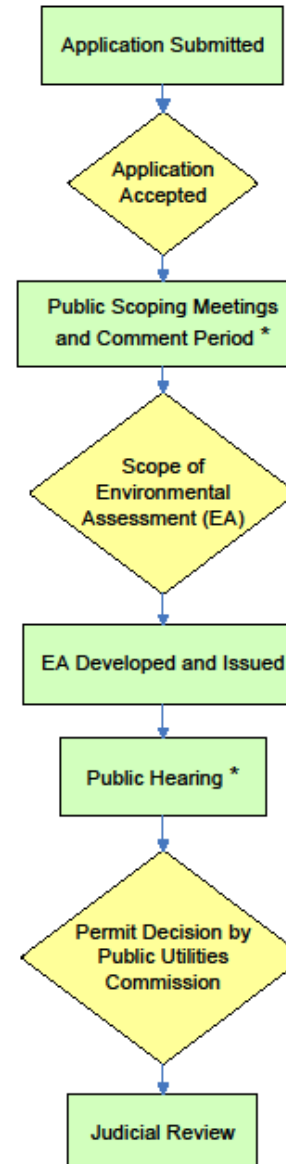 Application Submitted
Application
Accepted
Public Scoping Meetings
and Comment Period *
Scope of
Environmental
Assessment (EA)
EA Developed and Issued
Public Hearing *
Permit Decision by
Public Utilities
Commission
Judicial Review